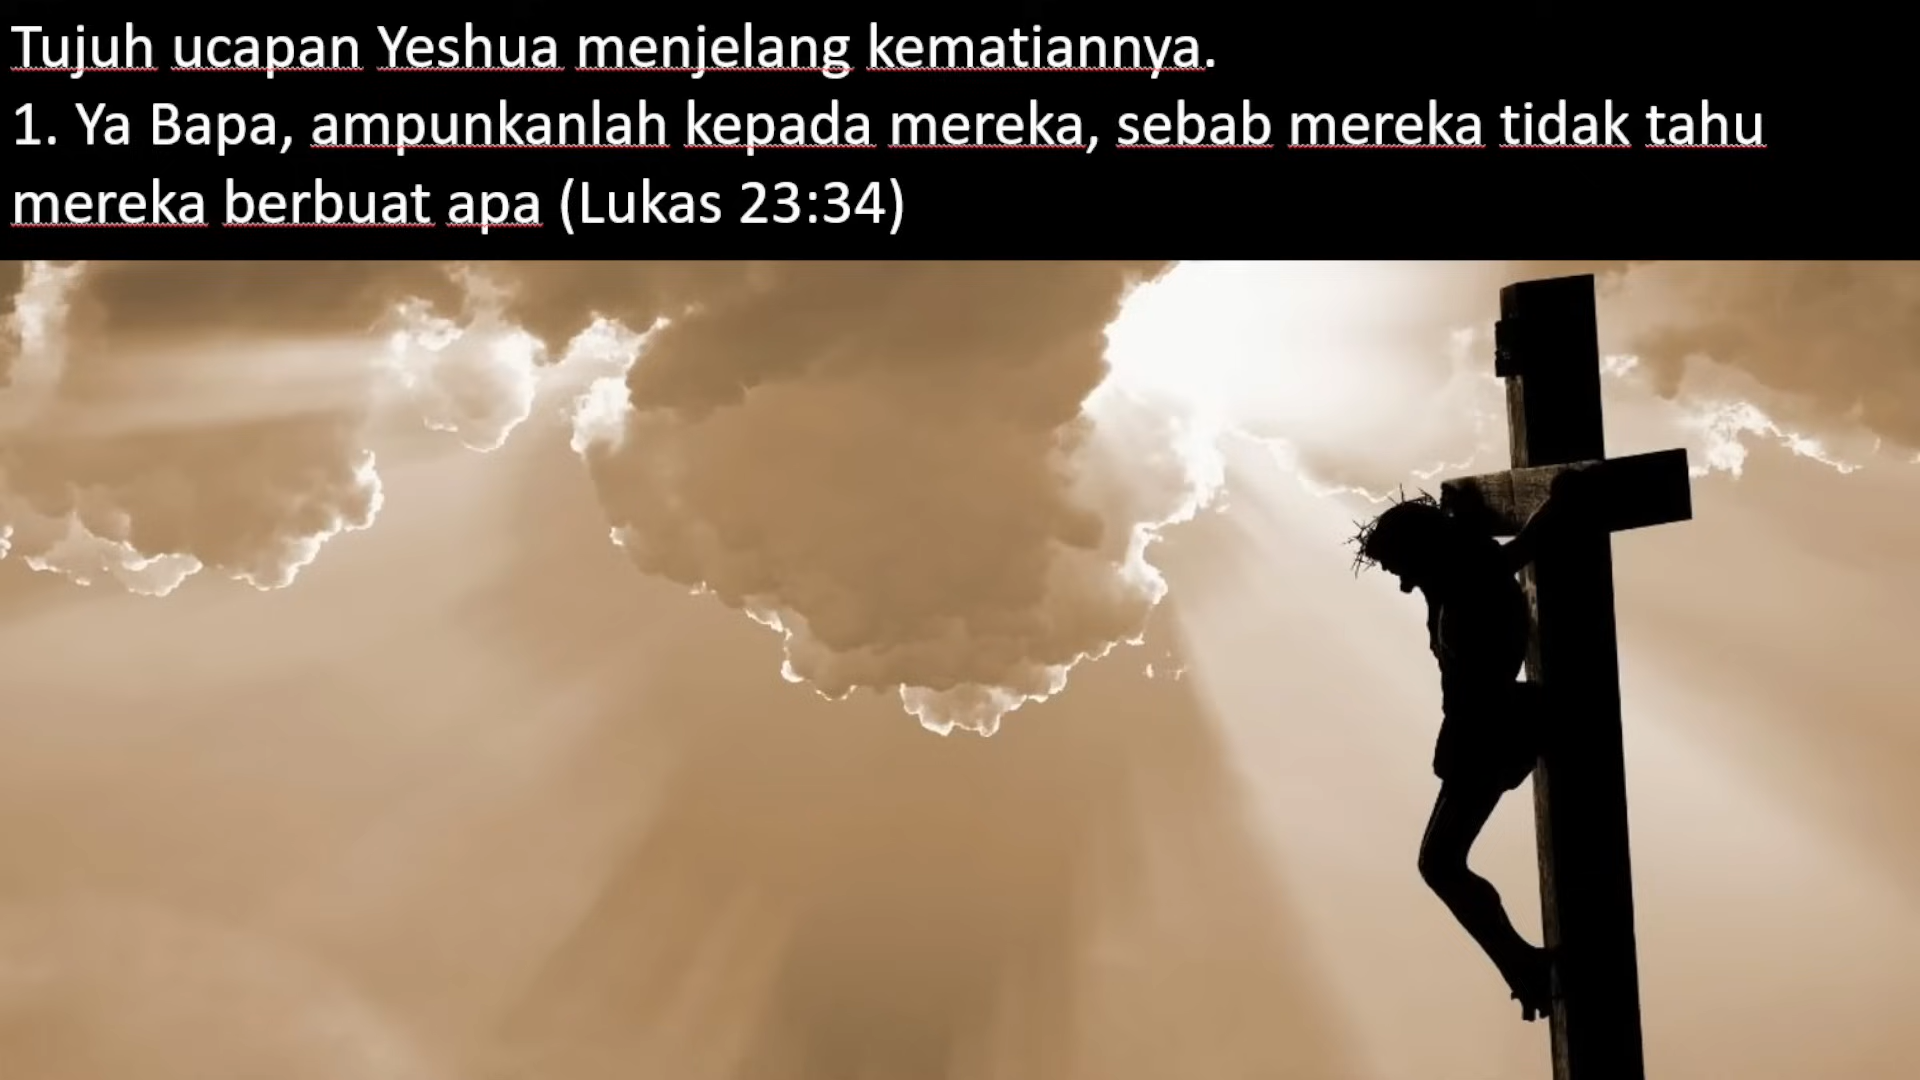 Tujuh ucapan Yeshua menjelang kematiannya.
1. Ya Bapa, ampunkanlah kepada mereka, sebab mereka tidak tahu
mereka berbuat apa (Lukas 23:34)